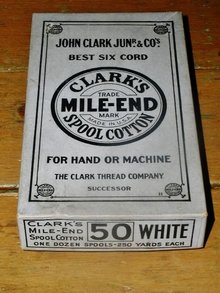 JOHN CLARK JUNR. & CO'S.
BEST SIX CORD
CLARK'S
TRADE
MILE-END
MARK
MADE IN U.S.A.
SPOOL COTTON
FOR HAND OR MACHINE
THE CLARK THREAD COMPANY
SUCCESSOR
CLARK'S
MILE-END
SPOOL COTTON
50 WHITE
ONE DOZEN SPOOLS-250 YARDS EACH